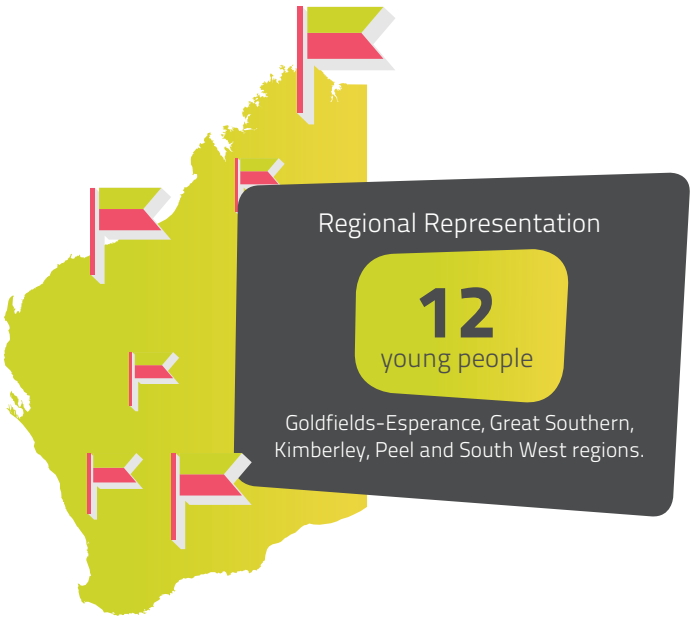 Regional Representation
12
young people
Goldfields-Esperance, Great Southern,
Kimberley, Peel and South West regions.